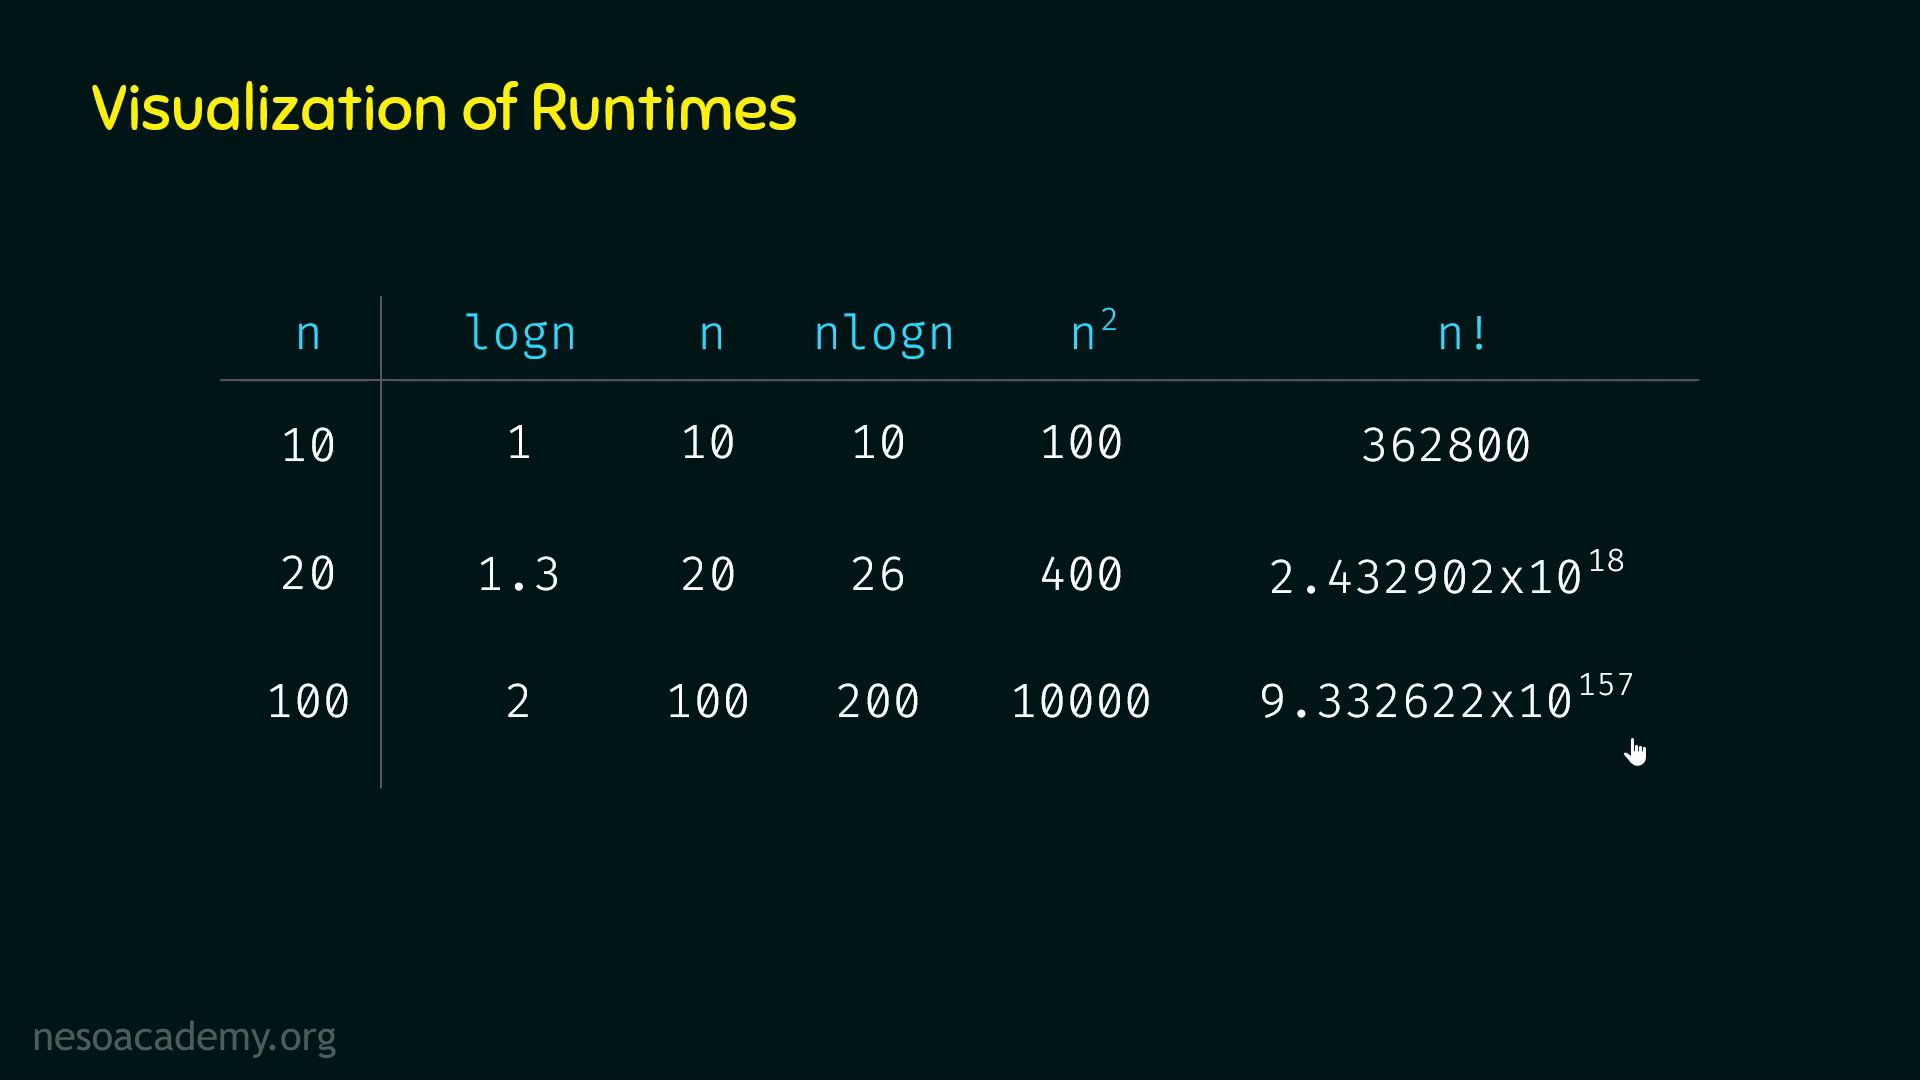 Visualization of Runtimes
n logn n nlogn n² n!
10 1 10 10 100 362800
20 1.3 20 26 400 2.432902x10¹⁸
100 2 100 200 10000 9.332622x10¹⁵⁷
nesoacademy.org